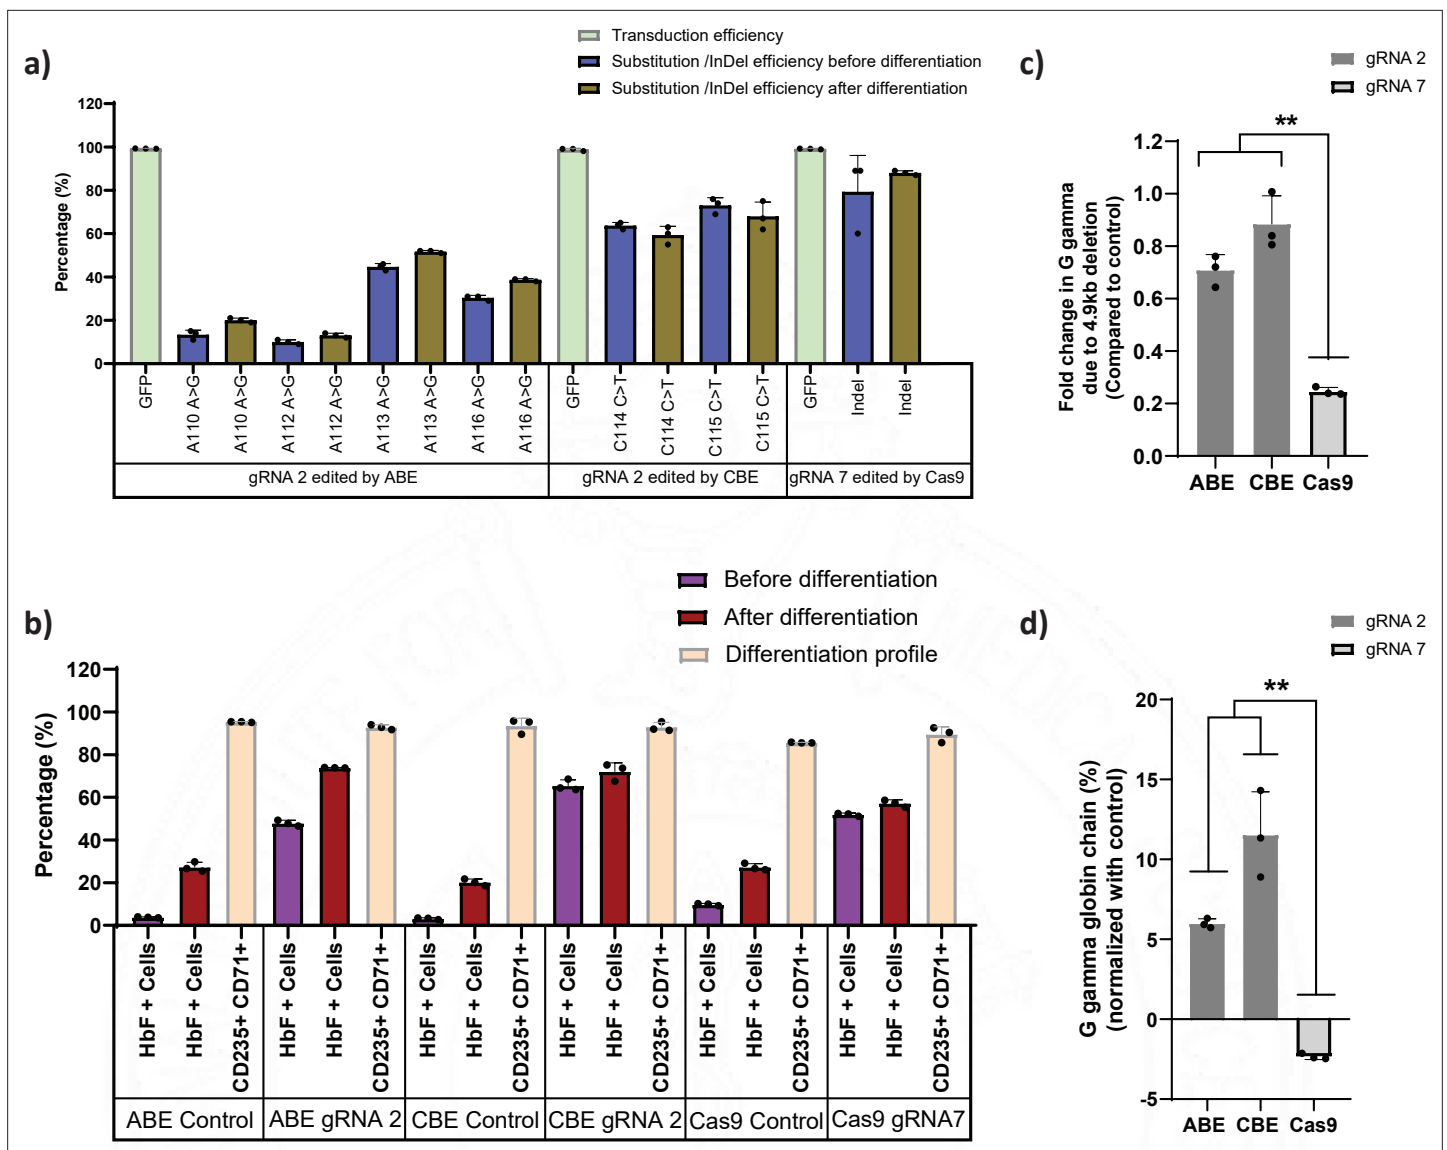 a)
Transduction efficiency
Substitution /InDel efficiency before differentiation
Substitution /InDel efficiency after differentiation
Percentage (%)
120
100
80
60
40
20
0
GFP
A110 A>G
A110 A>G
A112 A>G
A112 A>G
A113 A>G
A113 A>G
A116 A>G
A116 A>G
GFP
C114 C>T
C114 C>T
C115 C>T
C115 C>T
GFP
Indel
Indel
gRNA 2 edited by ABE
gRNA 2 edited by CBE
gRNA 7 edited by Cas9
c)
gRNA 2
gRNA 7
**
Fold change in G gamma
due to 4.9kb deletion
(Compared to control)
1.2
1.0
0.8
0.6
0.4
0.2
0.0
ABE
CBE
Cas9
b)
Before differentiation
After differentiation
Differentiation profile
Percentage (%)
120
100
80
60
40
20
0
HbF + Cells
HbF + Cells
CD235+ CD71+
HbF + Cells
HbF + Cells
CD235+ CD71+
HbF + Cells
HbF + Cells
CD235+ CD71+
HbF + Cells
HbF + Cells
CD235+ CD71+
HbF + Cells
HbF + Cells
CD235+ CD71+
HbF + Cells
HbF + Cells
CD235+ CD71+
ABE Control
ABE gRNA 2
CBE Control
CBE gRNA 2
Cas9 Control
Cas9 gRNA7
d)
gRNA 2
gRNA 7
**
G gamma globin chain (%)
(normalized with control)
20
15
10
5
0
-5
ABE
CBE
Cas9